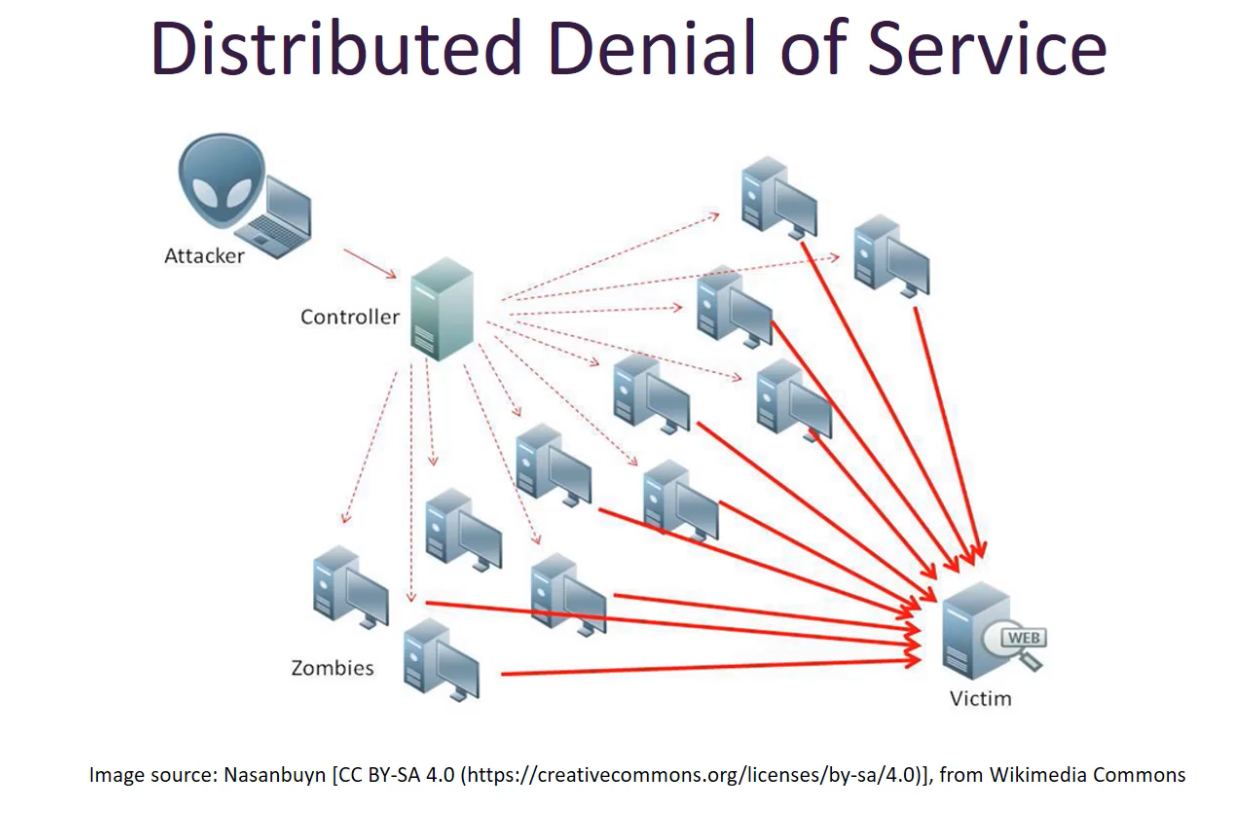 Distributed Denial of Service
Attacker
Controller
Zombies
WEB
Victim
Image source: Nasanbuyn [CC BY-SA 4.0 (https://creativecommons.org/licenses/by-sa/4.0)], from Wikimedia Commons